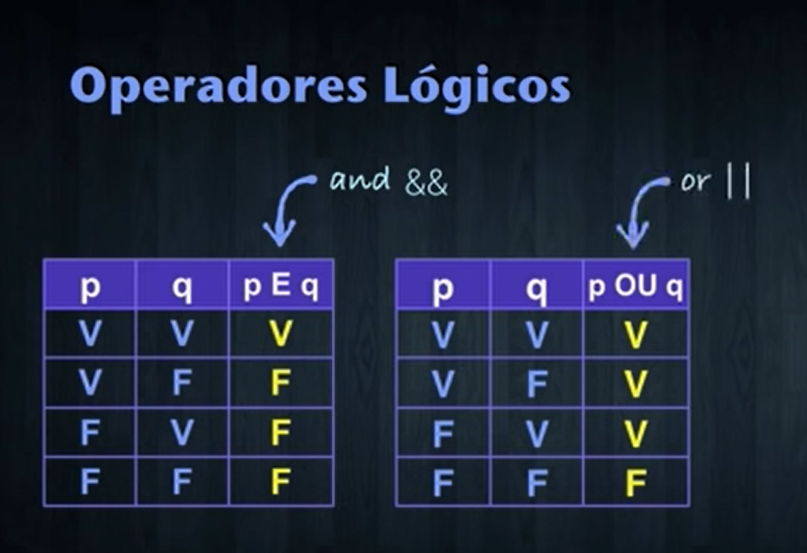 Operadores Lógicos
and &&
or ||
p q p E q
V V V
V F F
F V F
F F F
p q p OU q
V V V
V F V
F V V
F F F